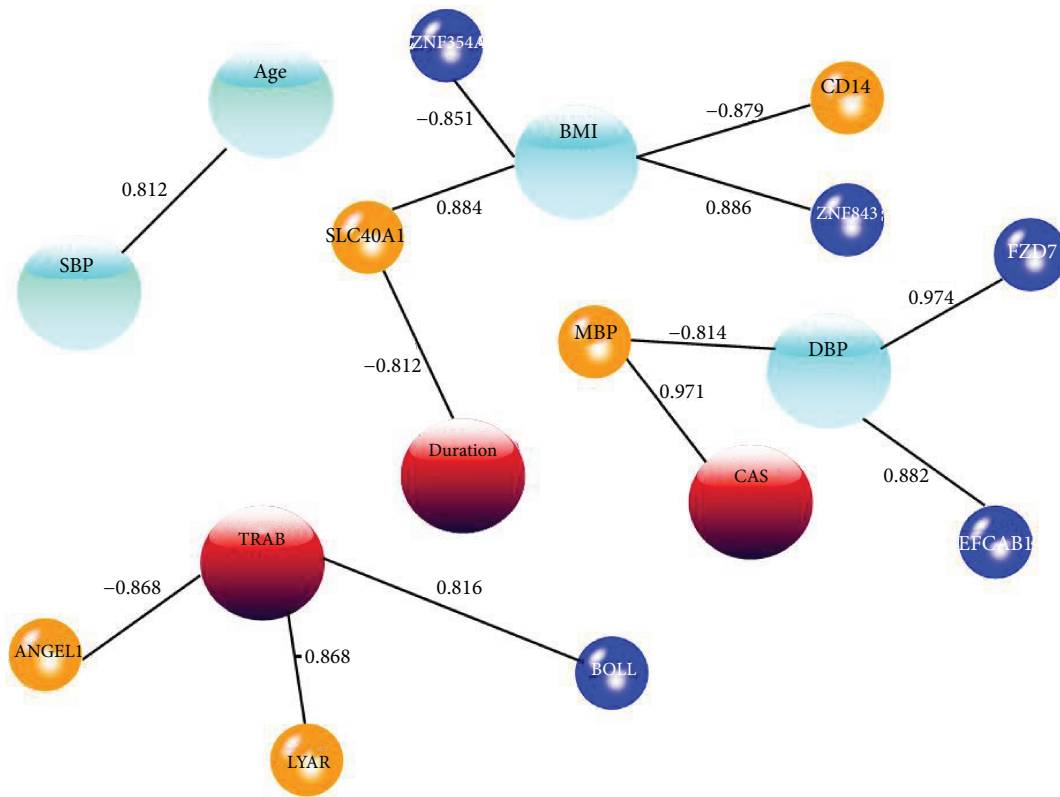 ZNF354A
Age
CD14
−0.879
−0.851
BMI
0.812
0.884
0.886
ZNF843
SLC40A1
SBP
FZD7
0.974
MBP
−0.814
DBP
−0.812
0.971
Duration
CAS
0.882
TRAB
EFCAB1
−0.868
0.816
ANGEL1
-0.868
BOLL
LYAR